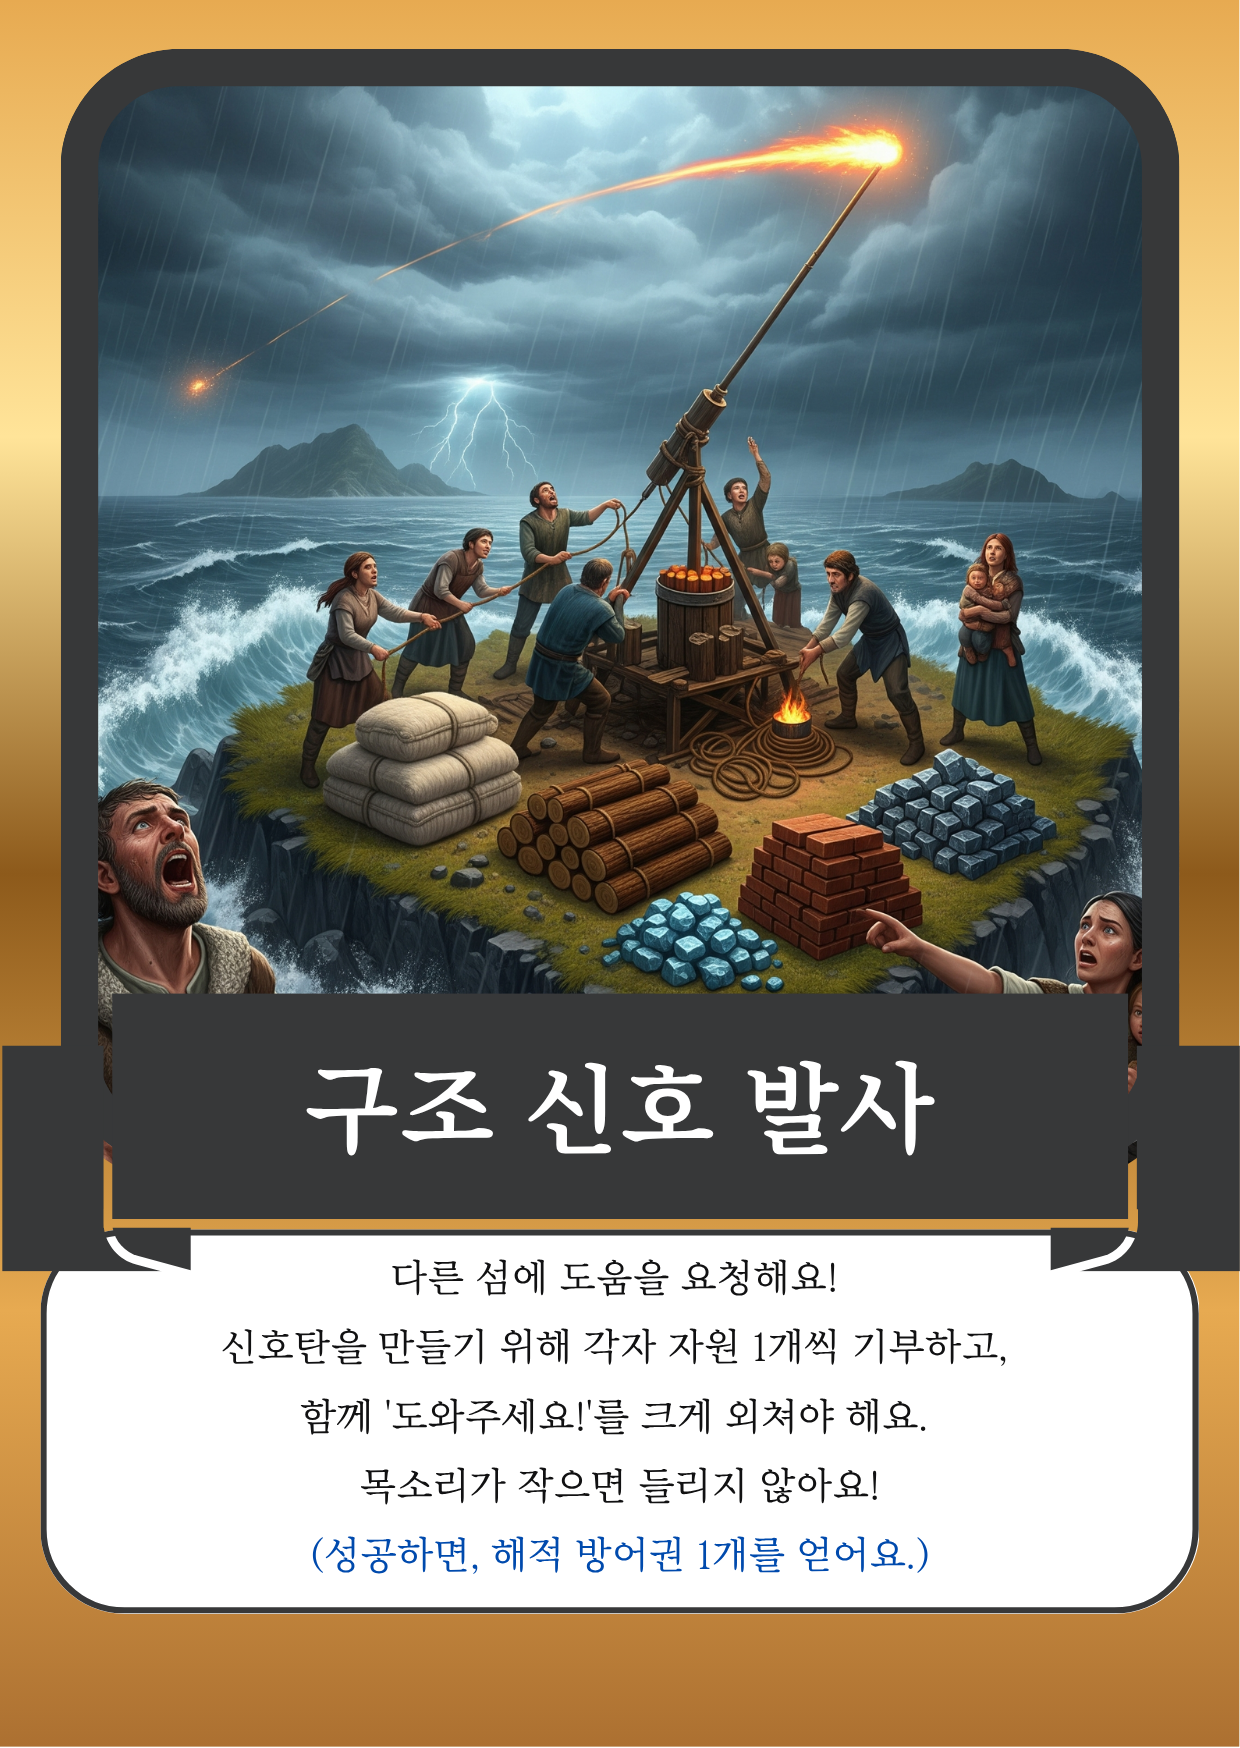 구조 신호 발사
다른 섬에 도움을 요청해요!
신호탄을 만들기 위해 각자 자원 1개씩 기부하고,
함께 '도와주세요!'를 크게 외쳐야 해요.
목소리가 작으면 들리지 않아요!
(성공하면, 해적 방어권 1개를 얻어요.)